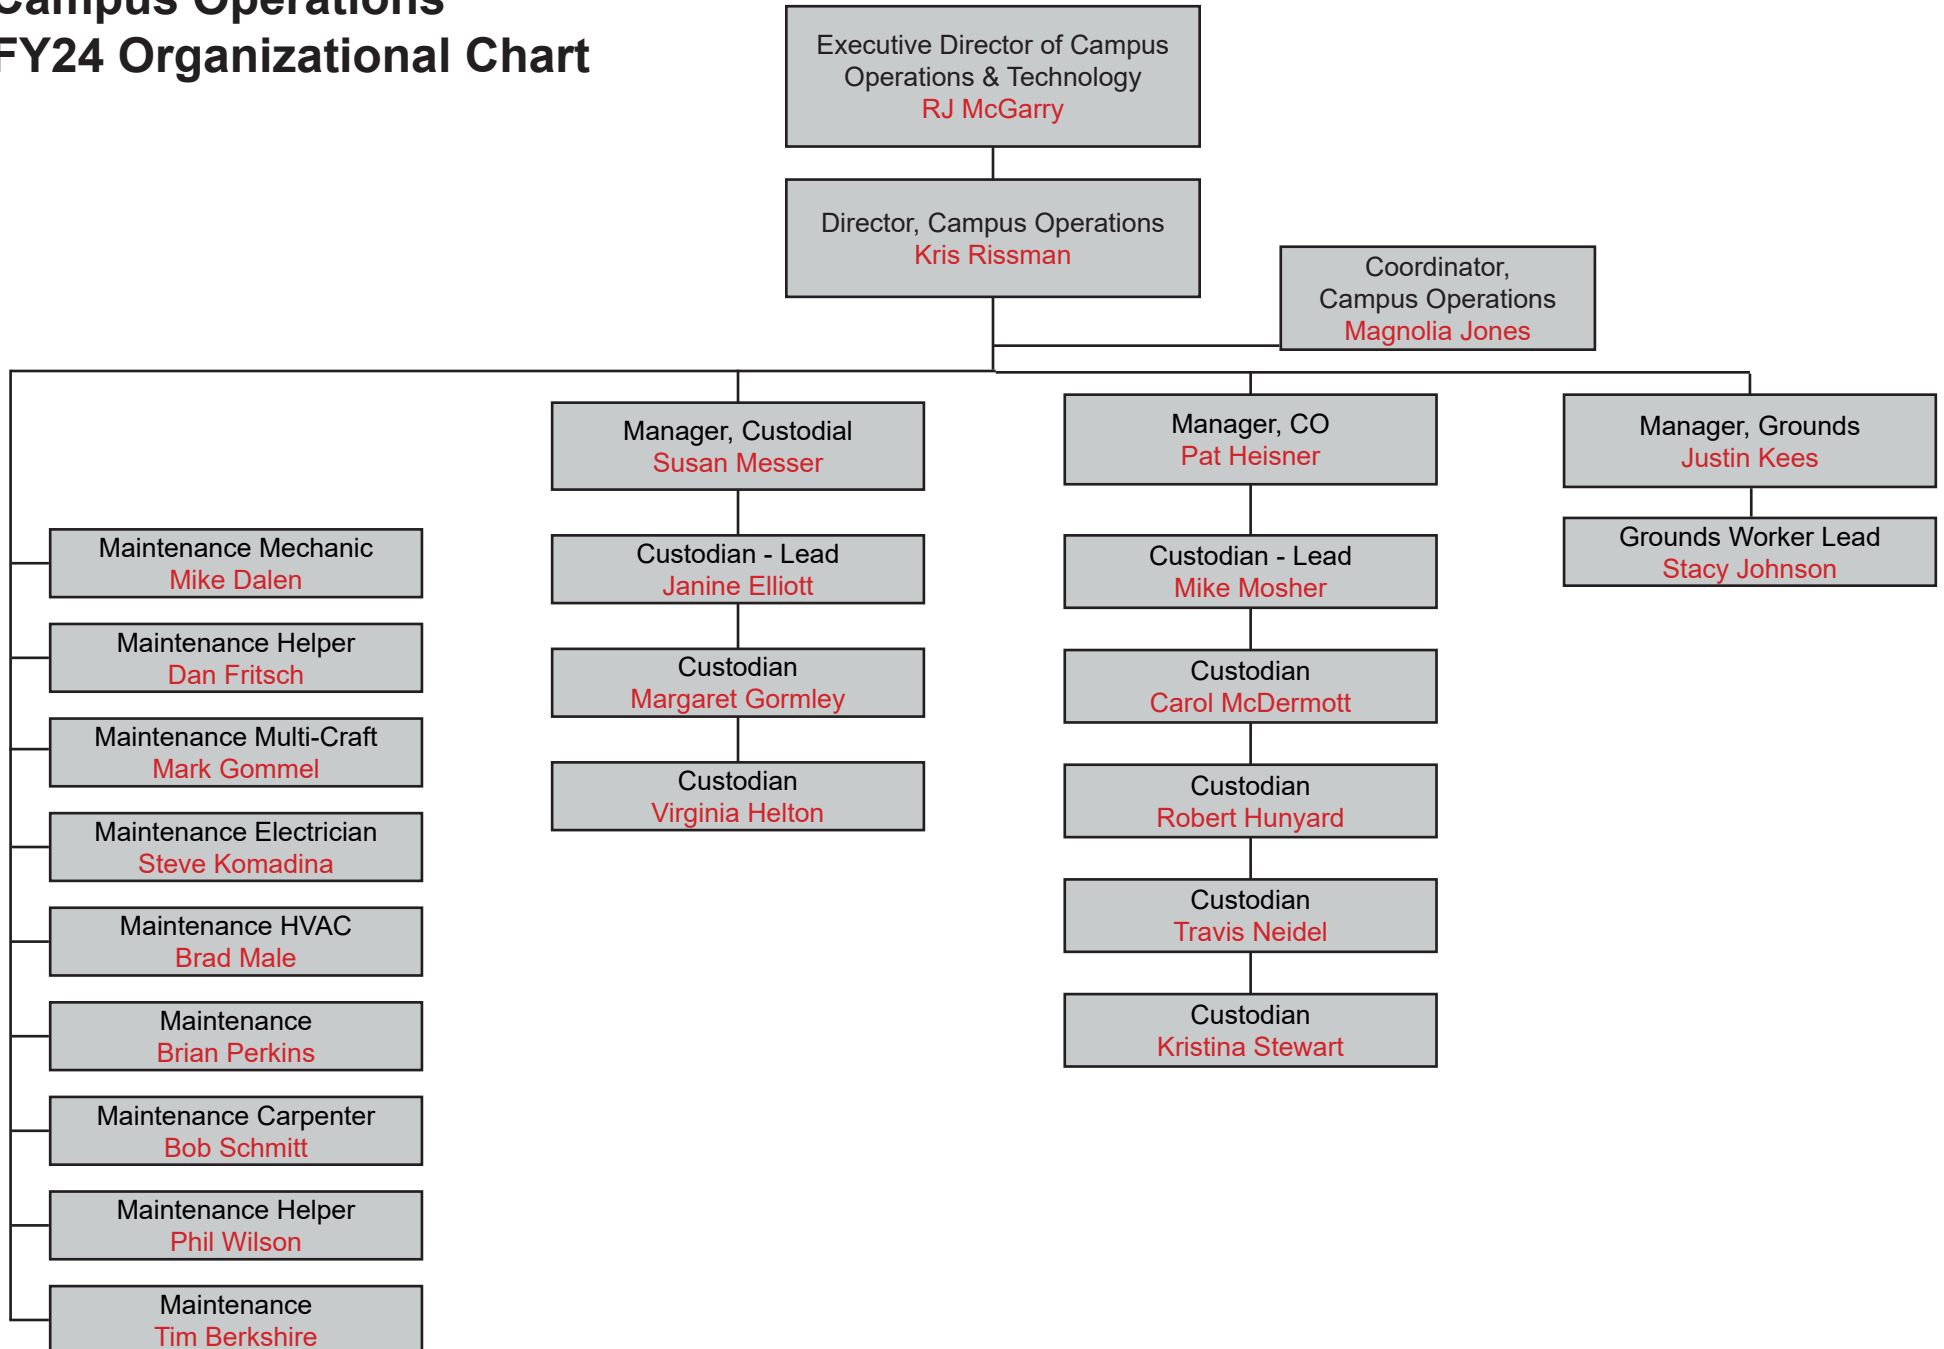 Campus Operations
FY24 Organizational Chart
Executive Director of Campus
Operations & Technology
RJ McGarry
Director, Campus Operations
Kris Rissman
Coordinator,
Campus Operations
Magnolia Jones
Maintenance Mechanic
Mike Dalen
Maintenance Helper
Dan Fritsch
Maintenance Multi-Craft
Mark Gommel
Maintenance Electrician
Steve Komadina
Maintenance HVAC
Brad Male
Maintenance
Brian Perkins
Maintenance Carpenter
Bob Schmitt
Maintenance Helper
Phil Wilson
Maintenance
Tim Berkshire
Manager, Custodial
Susan Messer
Custodian - Lead
Janine Elliott
Custodian
Margaret Gormley
Custodian
Virginia Helton
Manager, CO
Pat Heisner
Custodian - Lead
Mike Mosher
Custodian
Carol McDermott
Custodian
Robert Hunyard
Custodian
Travis Neidel
Custodian
Kristina Stewart
Manager, Grounds
Justin Kees
Grounds Worker Lead
Stacy Johnson